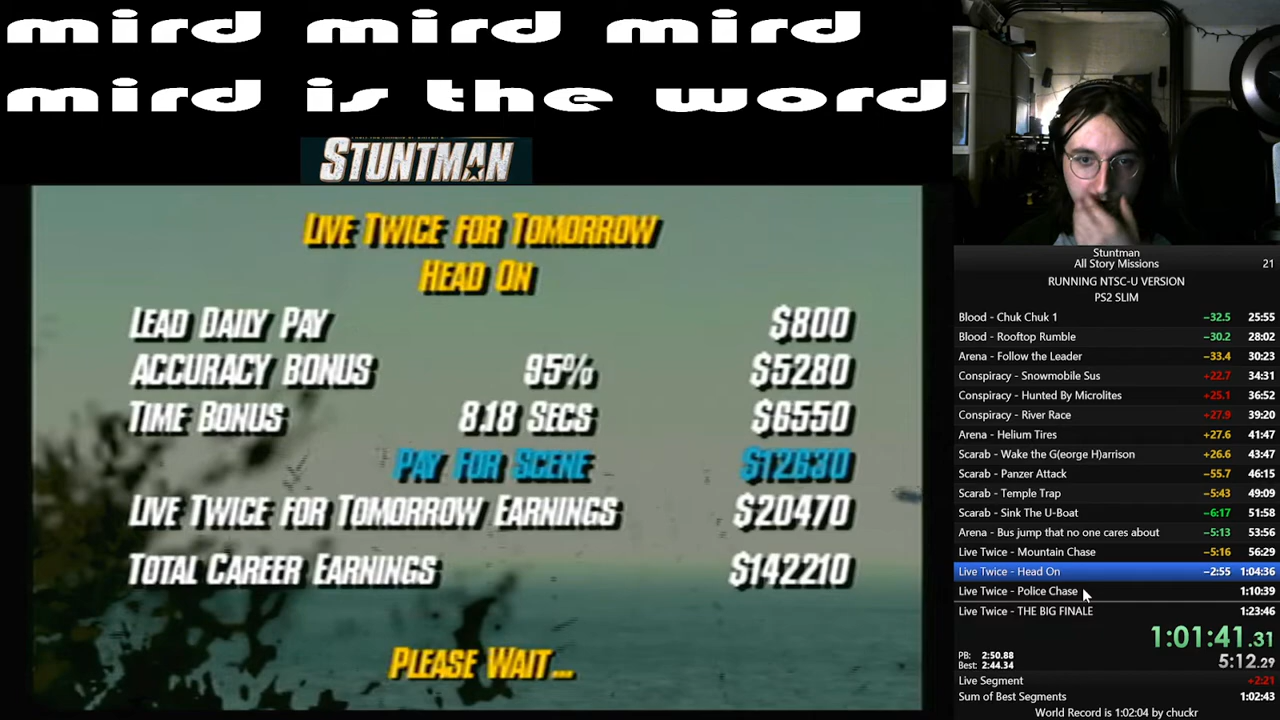 mird mird mird
mird is the word
STUNTMAN
LIVE TWICE FOR TOMORROW
HEAD ON
LEAD DAILY PAY $800
ACCURACY BONUS 95% $5280
TIME BONUS 8.18 SECS $6550
PAY FOR SCENE $12630
LIVE TWICE FOR TOMORROW EARNINGS $20470
TOTAL CAREER EARNINGS $142210
PLEASE WAIT...
Stuntman
All Story Missions 21
RUNNING NTSC-U VERSION
PS2 SLIM
Blood - Chuk Chuk 1 −32.5 25:55
Blood - Rooftop Rumble −30.2 28:02
Arena - Follow the Leader −33.4 30:23
Conspiracy - Snowmobile Sus +22.7 34:31
Conspiracy - Hunted By Microlites +25.1 36:52
Conspiracy - River Race +27.9 39:20
Arena - Helium Tires +27.6 41:47
Scarab - Wake the G(eorge H)arrison +26.6 43:47
Scarab - Panzer Attack −55.7 46:15
Scarab - Temple Trap −5:43 49:09
Scarab - Sink The U-Boat −6:17 51:58
Arena - Bus jump that no one cares about −5:13 53:56
Live Twice - Mountain Chase −5:16 56:29
Live Twice - Head On −2:55 1:04:36
Live Twice - Police Chase 1:10:39
Live Twice - THE BIG FINALE 1:23:46
1:01:41.31
PB: 2:50.88
Best: 2:44.34
5:12.29
Live Segment +2:21
Sum of Best Segments 1:02:43
World Record is 1:02:04 by chuckr